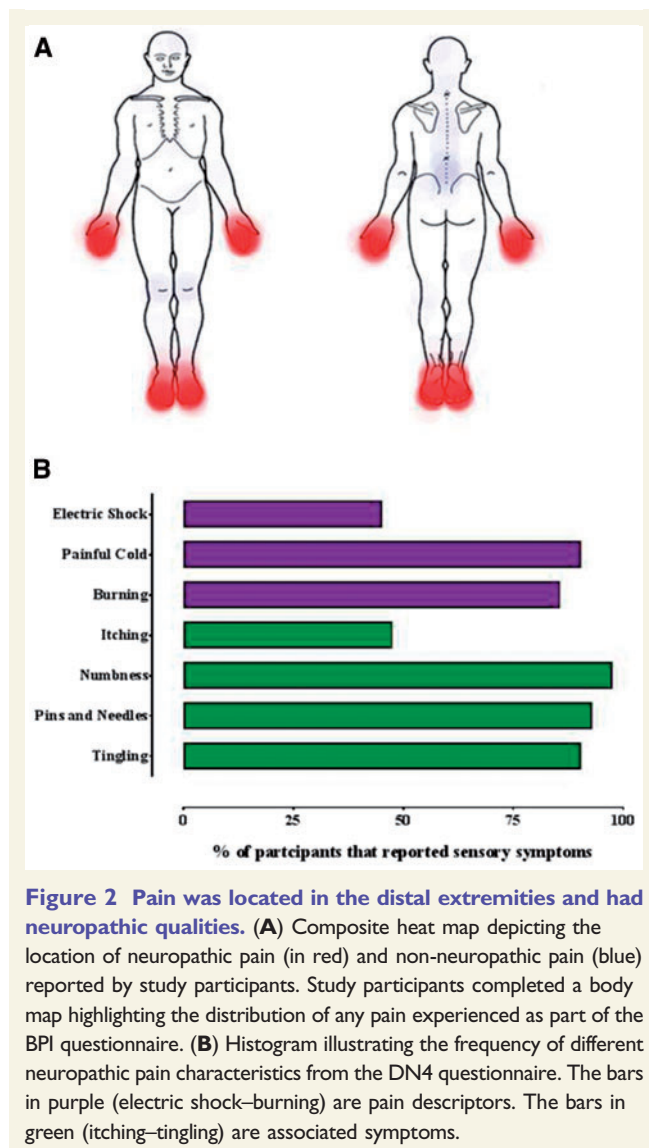 A
B
Electric Shock
Painful Cold
Burning
Itching
Numbness
Pins and Needles
Tingling
0 25 50 75 100
% of partcipants that reported sensory symptoms
Figure 2 Pain was located in the distal extremities and had
neuropathic qualities. (A) Composite heat map depicting the
location of neuropathic pain (in red) and non-neuropathic pain (blue)
reported by study participants. Study participants completed a body
map highlighting the distribution of any pain experienced as part of the
BPI questionnaire. (B) Histogram illustrating the frequency of different
neuropathic pain characteristics from the DN4 questionnaire. The bars
in purple (electric shock–burning) are pain descriptors. The bars in
green (itching–tingling) are associated symptoms.